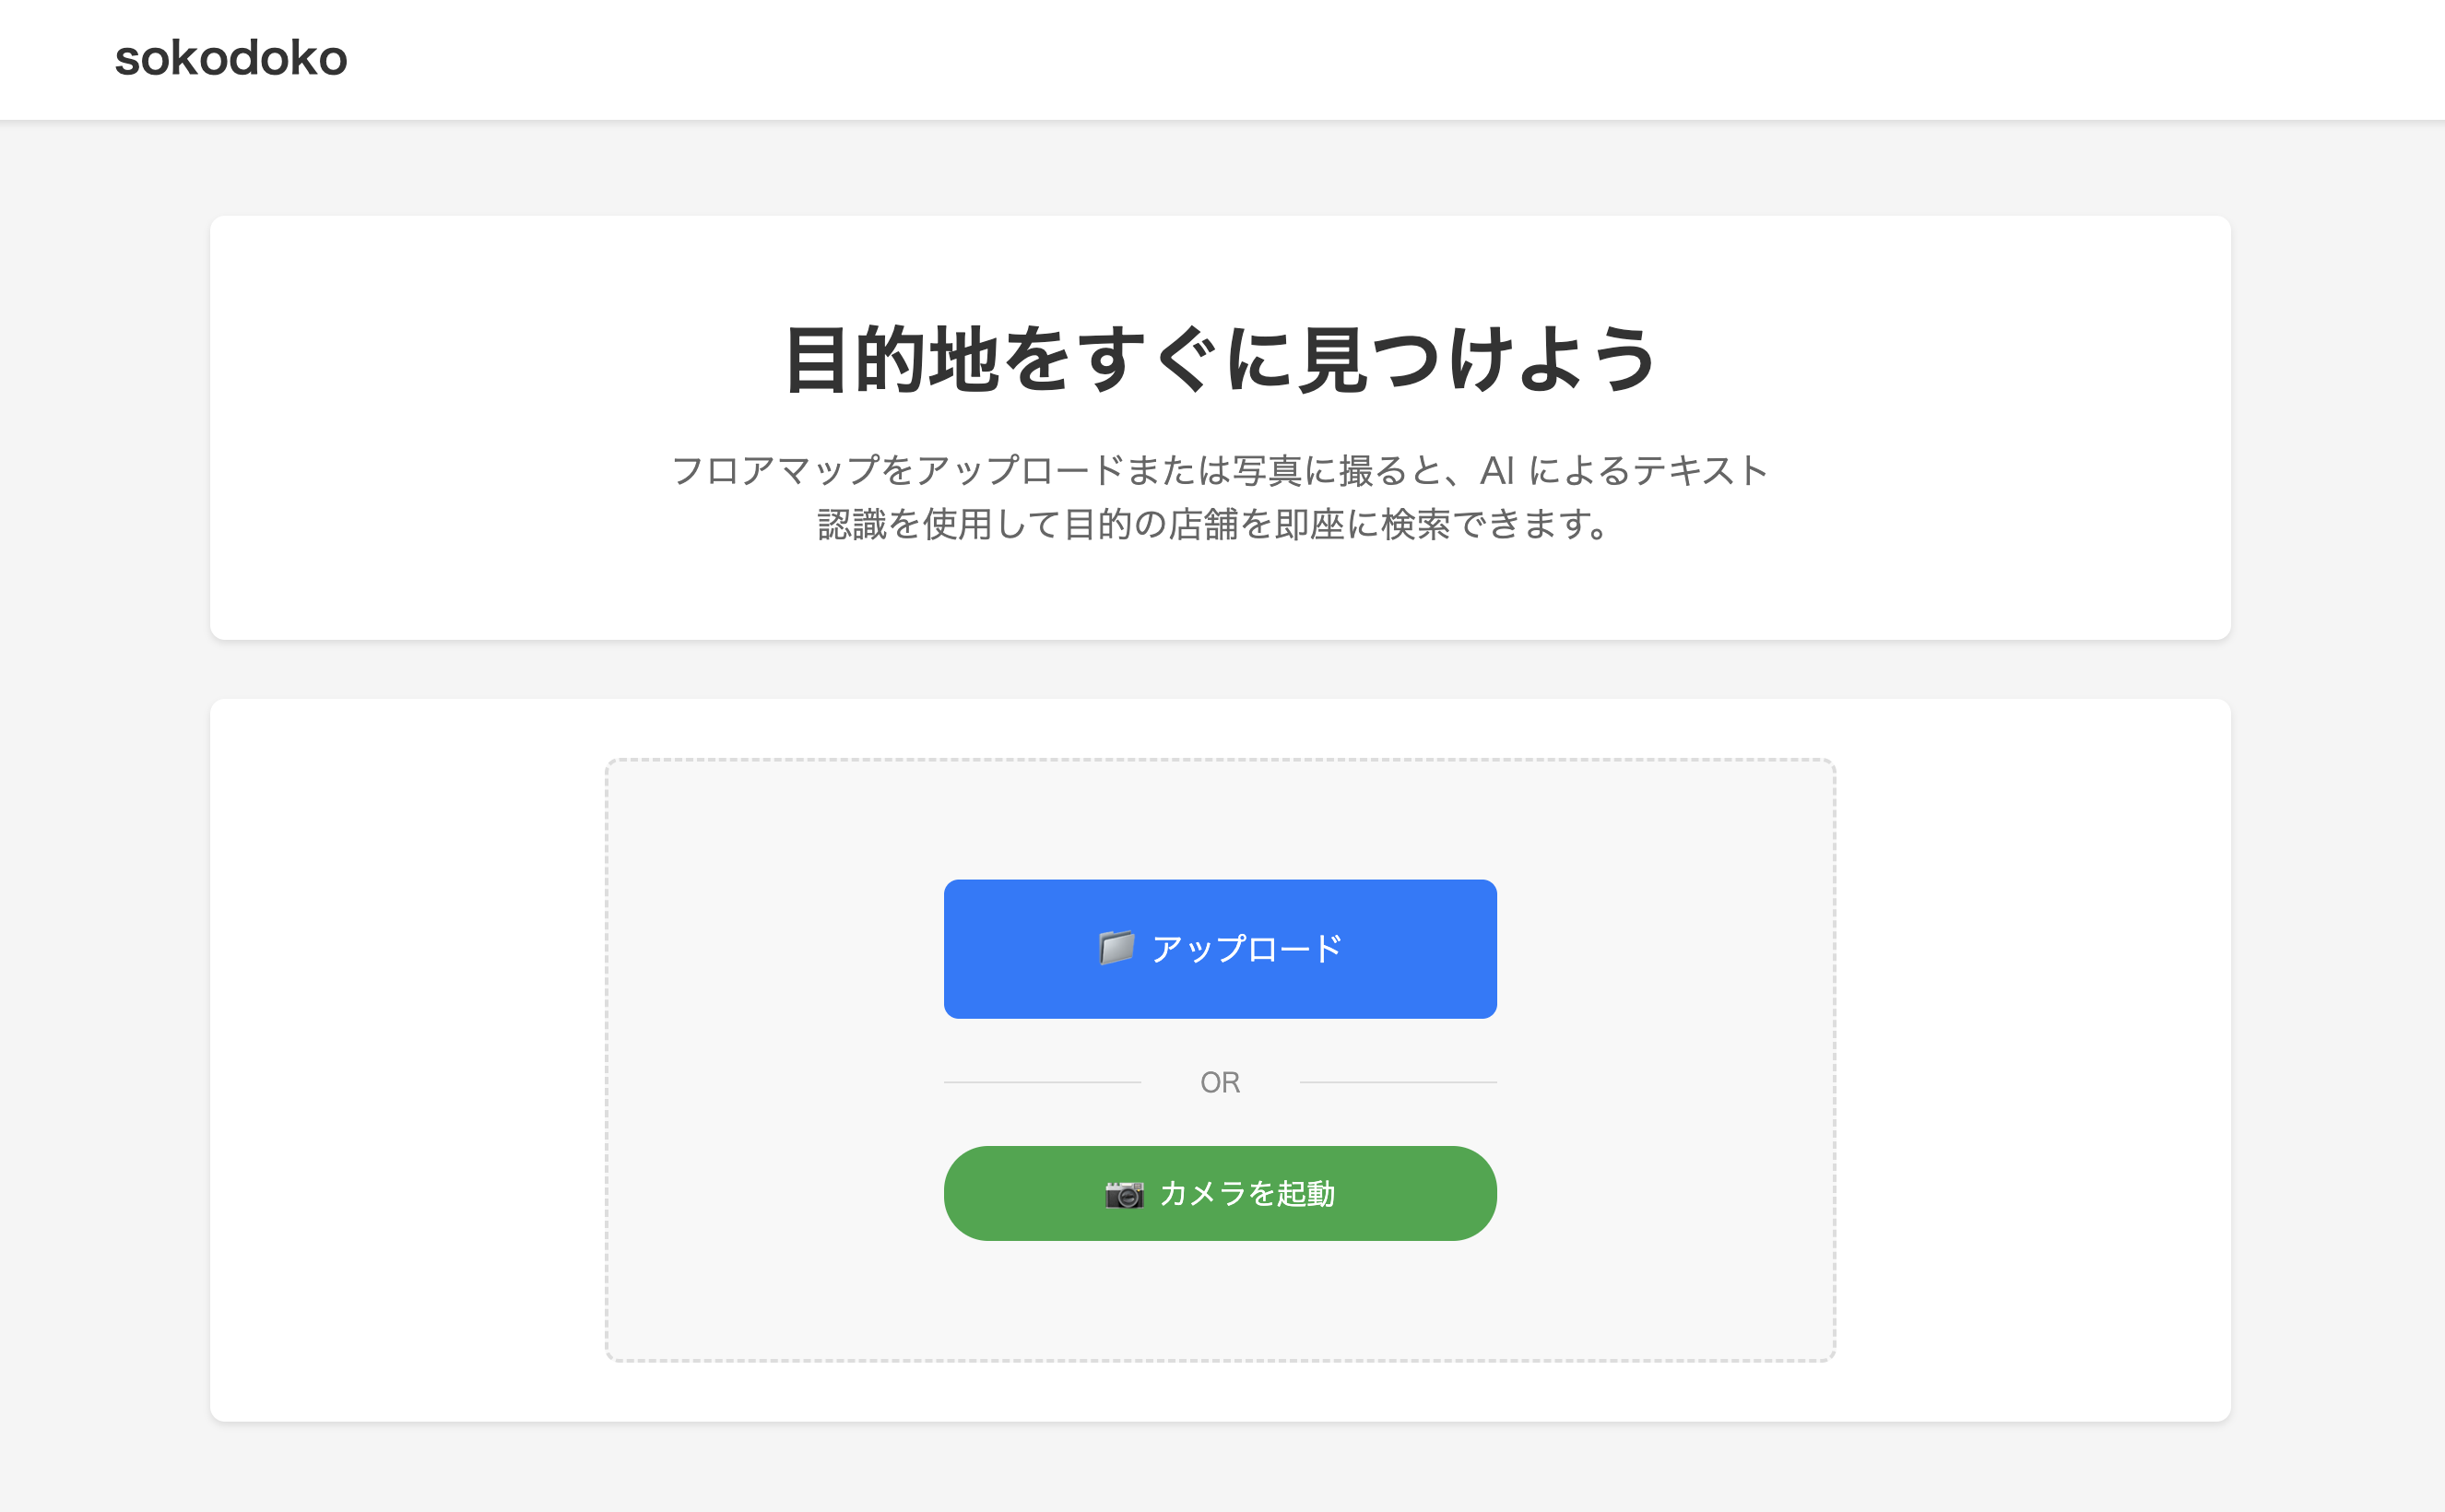 sokodoko
目的地をすぐに見つけよう
フロアマップをアップロードまたは写真に撮ると、AI によるテキスト
認識を使用して目的の店舗を即座に検索できます。
アップロード
OR
カメラを起動